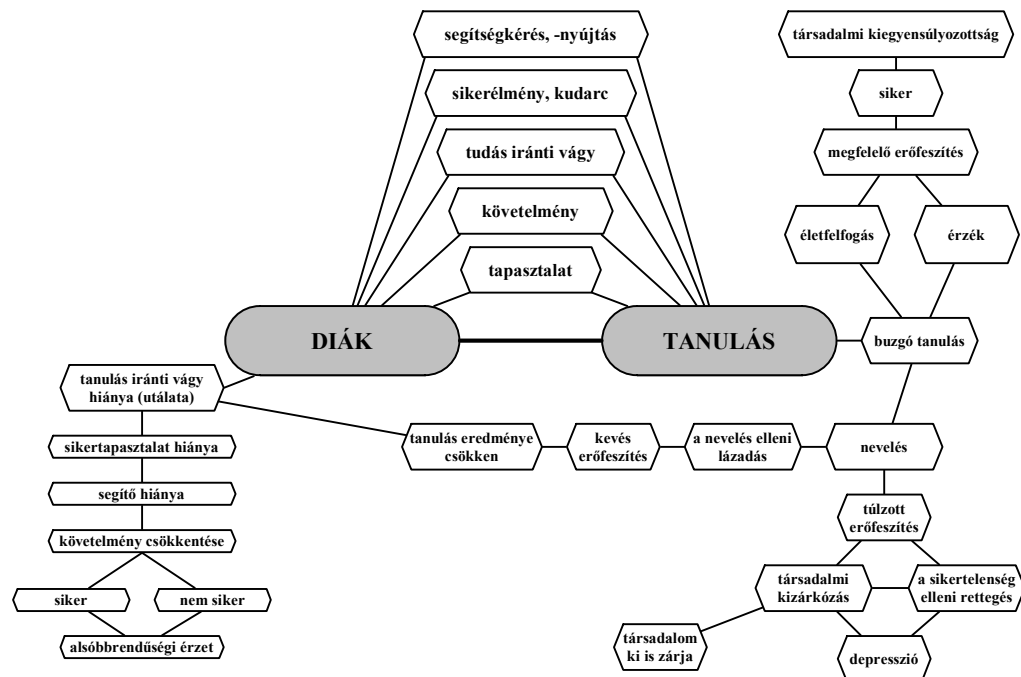 segítségkérés, -nyújtás
sikerélmény, kudarc
tudás iránti vágy
követelmény
tapasztalat
DIÁK
TANULÁS
társadalmi kiegyensúlyozottság
siker
megfelelő erőfeszítés
életfelfogás
érzék
buzgó tanulás
tanulás iránti vágy
hiánya (utálata)
sikertapasztalat hiánya
segítő hiánya
követelmény csökkentése
siker
nem siker
alsóbbrendűségi érzet
tanulás eredménye
csökken
kevés
erőfeszítés
a nevelés elleni
lázadás
nevelés
túlzott
erőfeszítés
társadalmi
kizárkózás
a sikertelenség
elleni rettegés
társadalom
ki is zárja
depresszió